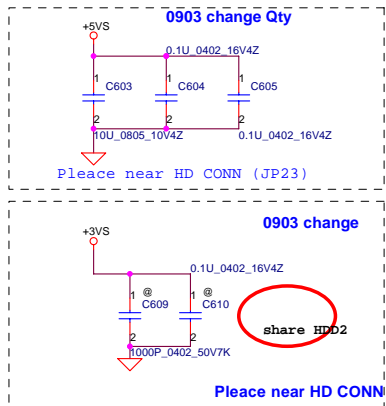 0903 change Qty
+5VS
0.1U_0402_16V4Z
1 1 1
C603 C604 C605
2 2 2
10U_0805_10V4Z 0.1U_0402_16V4Z
Pleace near HD CONN (JP23)
0903 change
+3VS
0.1U_0402_16V4Z
@ @
1 1
C609 C610
share HDD2
2 2
1000P_0402_50V7K
Pleace near HD CONN